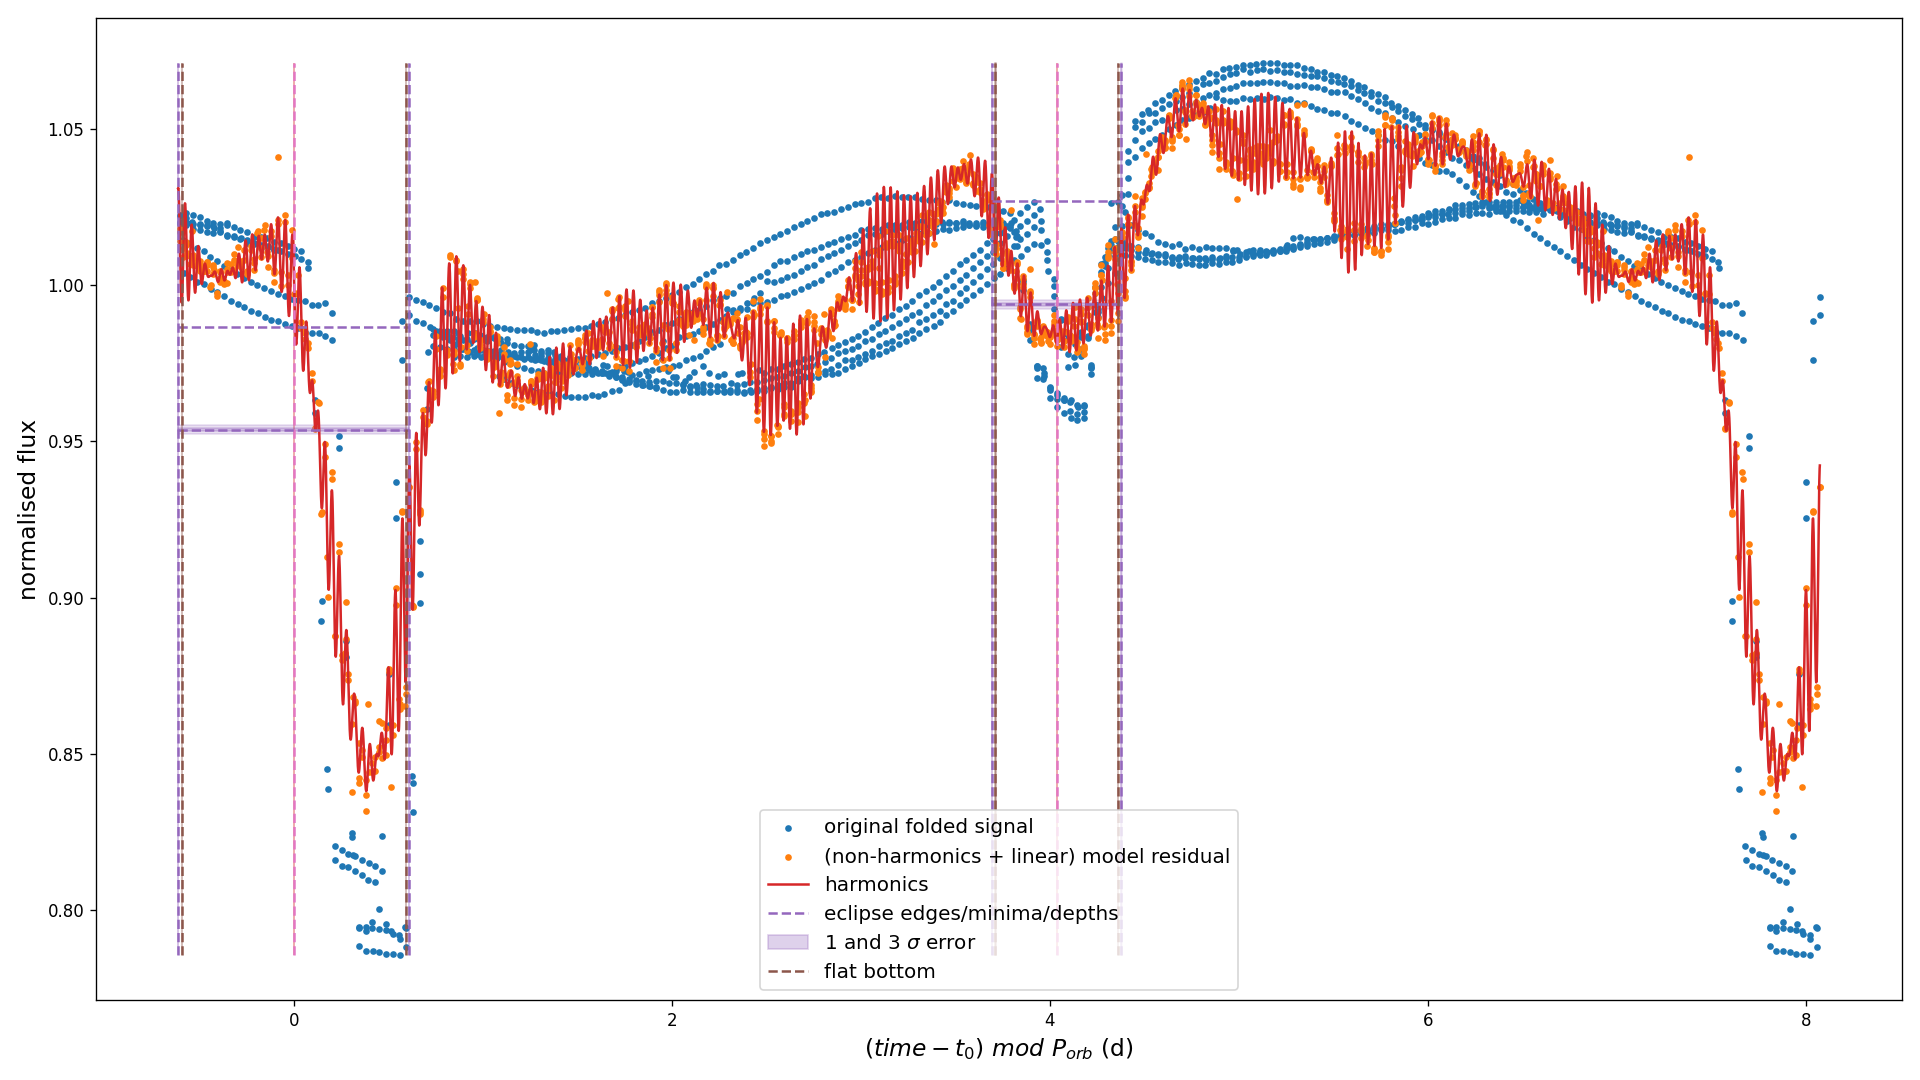 normalised flux
1.05
1.00
0.95
0.90
0.85
0.80
original folded signal
(non-harmonics + linear) model residual
harmonics
eclipse edges/minima/depths
1 and 3 σ error
flat bottom
0 2 4 6 8
(time − t₀) mod P_orb (d)